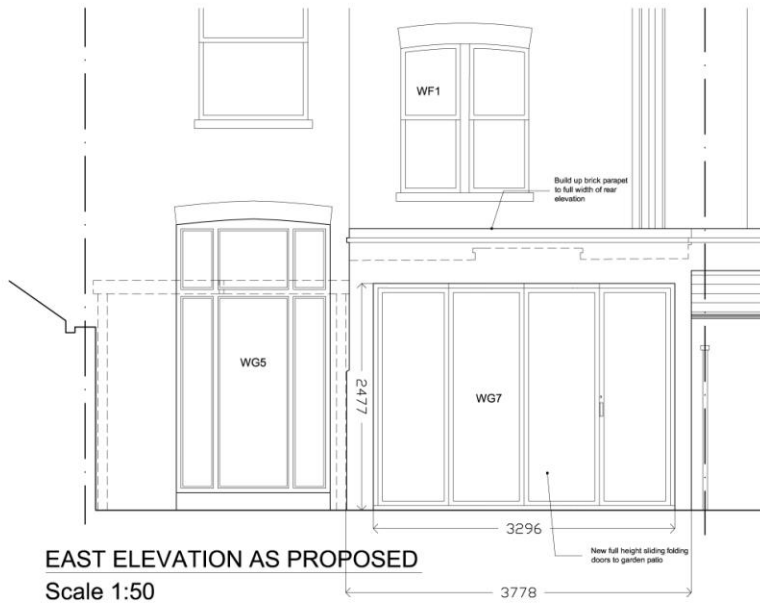 WF1
Build up brick parapet
to full width of rear
elevation
WG5
2477
WG7
3296
New full height sliding folding
doors to garden patio
EAST ELEVATION AS PROPOSED
Scale 1:50
3778